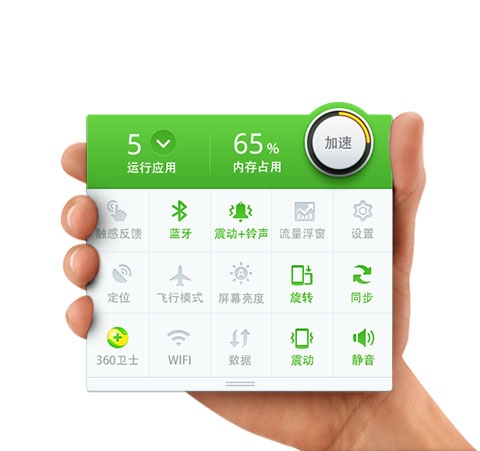 5
65%
加速
运行应用
内存占用
触感反馈
蓝牙
震动+铃声
流量浮窗
设置
A
定位
飞行模式
屏幕亮度
旋转
同步
360卫士
WIFI
数据
震动
静音